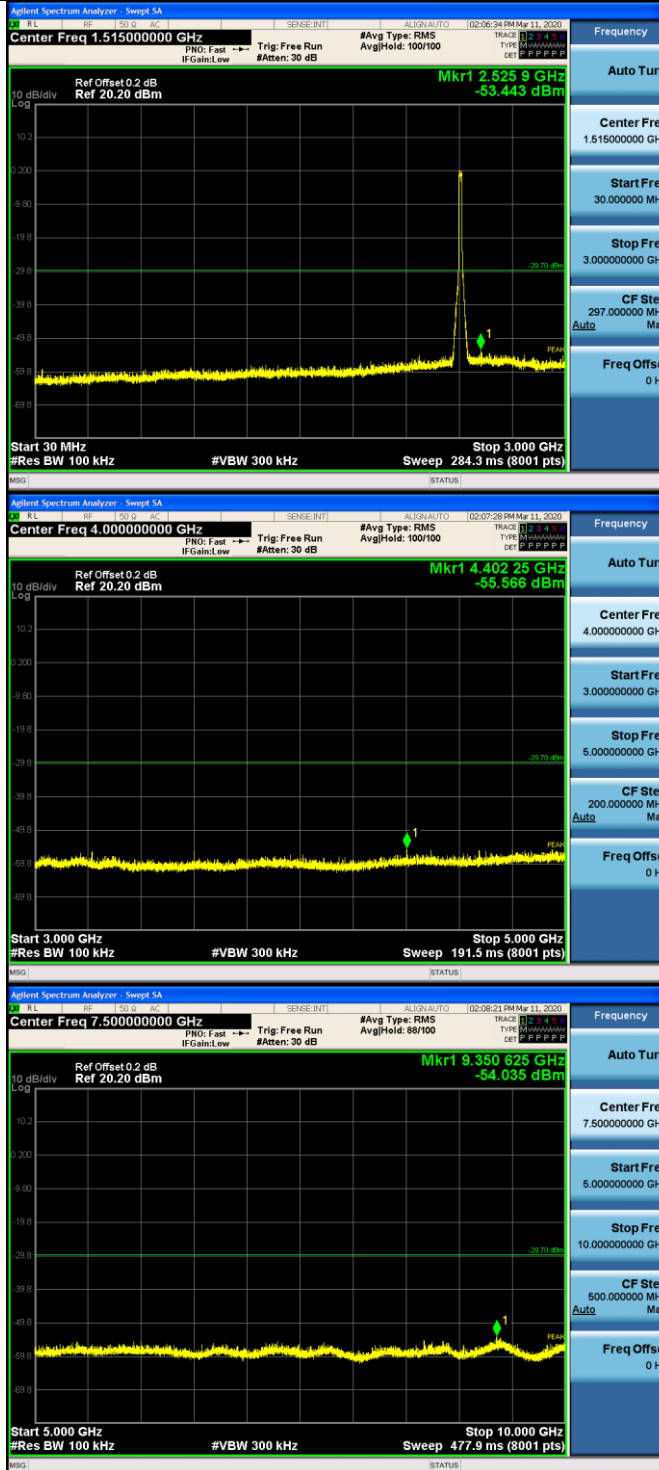 Agilent Spectrum Analyzer - Swept SA
RL RF 50 Ω AC SENSE:INT ALIGN AUTO 02:06:34 PM Mar 11, 2020
Center Freq 1.515000000 GHz #Avg Type: RMS TRACE 1 2 3 4 5 6
PNO: Fast Trig: Free Run Avg|Hold: 100/100 TYPE M
IFGain:Low #Atten: 30 dB DET P P P P P P
Frequency
Auto Tun
Ref Offset 0.2 dB Mkr1 2.525 9 GHz
10 dB/div Ref 20.20 dBm -53.443 dBm
Log
10.2
0.200
-9.80
-19.8
-29.8
-29.70 dBm
-39.8
-49.8
1
PEAK
-59.8
-69.8
Center Fre
1.515000000 GH
Start Fre
30.000000 MH
Stop Fre
3.000000000 GH
CF Ste
297.000000 MH
Auto Ma
Freq Offse
0 H
Start 30 MHz Stop 3.000 GHz
#Res BW 100 kHz #VBW 300 kHz Sweep 284.3 ms (8001 pts)
MSG STATUS
Agilent Spectrum Analyzer - Swept SA
RL RF 50 Ω AC SENSE:INT ALIGN AUTO 02:07:28 PM Mar 11, 2020
Center Freq 4.000000000 GHz #Avg Type: RMS TRACE 1 2 3 4 5 6
PNO: Fast Trig: Free Run Avg|Hold: 100/100 TYPE M
IFGain:Low #Atten: 30 dB DET P P P P P P
Frequency
Auto Tun
Ref Offset 0.2 dB Mkr1 4.402 25 GHz
10 dB/div Ref 20.20 dBm -55.566 dBm
Log
10.2
0.200
-9.80
-19.8
-29.8
-29.70 dBm
-39.8
-49.8
1
PEAK
-59.8
-69.8
Center Fre
4.000000000 GH
Start Fre
3.000000000 GH
Stop Fre
5.000000000 GH
CF Ste
200.000000 MH
Auto Ma
Freq Offse
0 H
Start 3.000 GHz Stop 5.000 GHz
#Res BW 100 kHz #VBW 300 kHz Sweep 191.5 ms (8001 pts)
MSG STATUS
Agilent Spectrum Analyzer - Swept SA
RL RF 50 Ω AC SENSE:INT ALIGN AUTO 02:08:21 PM Mar 11, 2020
Center Freq 7.500000000 GHz #Avg Type: RMS TRACE 1 2 3 4 5 6
PNO: Fast Trig: Free Run Avg|Hold: 88/100 TYPE M
IFGain:Low #Atten: 30 dB DET P P P P P P
Frequency
Auto Tun
Ref Offset 0.2 dB Mkr1 9.350 625 GHz
10 dB/div Ref 20.20 dBm -54.035 dBm
Log
10.2
0.200
-9.80
-19.8
-29.8
-29.70 dBm
-39.8
-49.8
1
PEAK
-59.8
-69.8
Center Fre
7.500000000 GH
Start Fre
5.000000000 GH
Stop Fre
10.000000000 GH
CF Ste
500.000000 MH
Auto Ma
Freq Offse
0 H
Start 5.000 GHz Stop 10.000 GHz
#Res BW 100 kHz #VBW 300 kHz Sweep 477.9 ms (8001 pts)
MSG STATUS